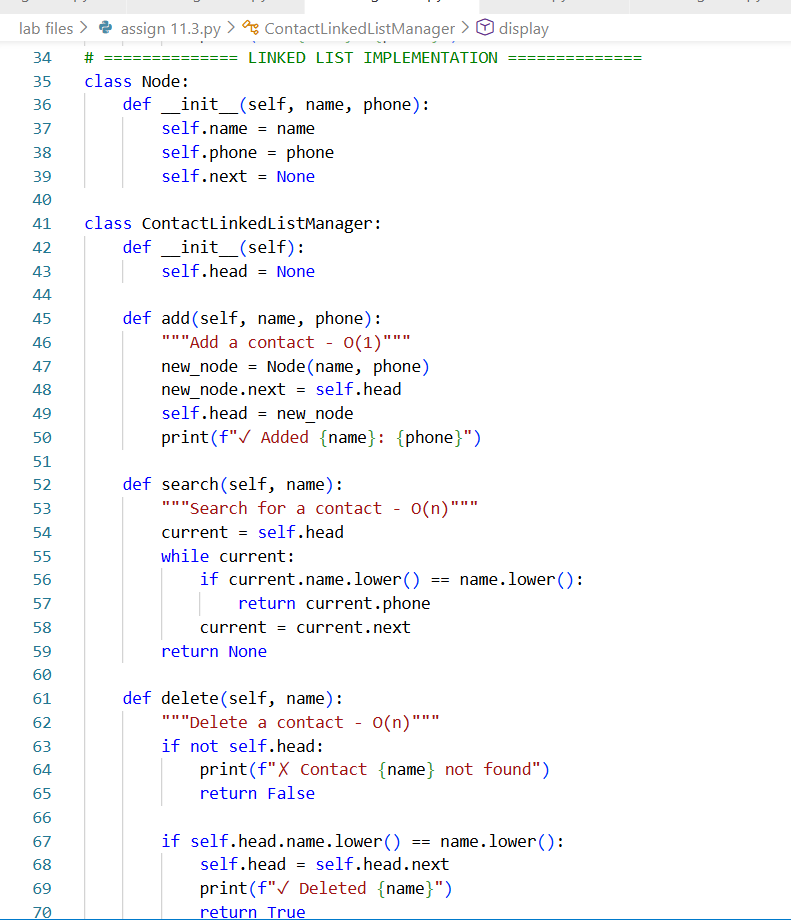 lab files > assign 11.3.py > ContactLinkedListManager > display
34 # ============== LINKED LIST IMPLEMENTATION ==============
35 class Node:
36     def __init__(self, name, phone):
37         self.name = name
38         self.phone = phone
39         self.next = None
40
41 class ContactLinkedListManager:
42     def __init__(self):
43         self.head = None
44
45     def add(self, name, phone):
46         """Add a contact - O(1)"""
47         new_node = Node(name, phone)
48         new_node.next = self.head
49         self.head = new_node
50         print(f"✓ Added {name}: {phone}")
51
52     def search(self, name):
53         """Search for a contact - O(n)"""
54         current = self.head
55         while current:
56             if current.name.lower() == name.lower():
57                 return current.phone
58             current = current.next
59         return None
60
61     def delete(self, name):
62         """Delete a contact - O(n)"""
63         if not self.head:
64             print(f"✗ Contact {name} not found")
65             return False
66
67         if self.head.name.lower() == name.lower():
68             self.head = self.head.next
69             print(f"✓ Deleted {name}")
70             return True